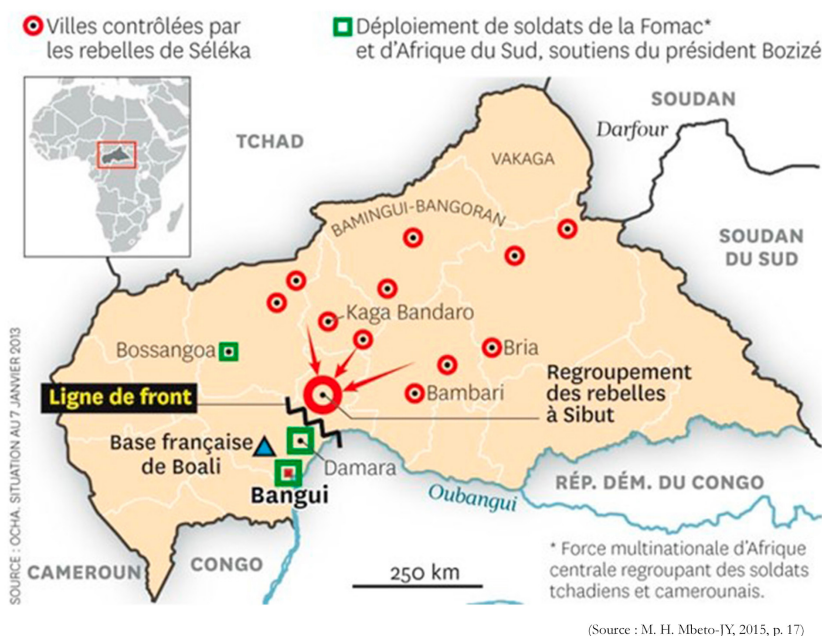 Villes contrôlées par
les rebelles de Séléka
Déploiement de soldats de la Fomac*
et d'Afrique du Sud, soutiens du président Bozizé
SOUDAN
Darfour
TCHAD
VAKAGA
BAMINGUI-BANGORAN
SOUDAN
DU SUD
Kaga Bandaro
Bossangoa
Bria
Ligne de front
Bambari
Regroupement
des rebelles
à Sibut
Base française
de Boali
Damara
Bangui
Oubangui
RÉP. DÉM. DU CONGO
CAMEROUN
CONGO
250 km
* Force multinationale d'Afrique
centrale regroupant des soldats
tchadiens et camerounais.
SOURCE : OCHA. SITUATION AU 7 JANVIER 2013
(Source : M. H. Mbeto-JY, 2015, p. 17)